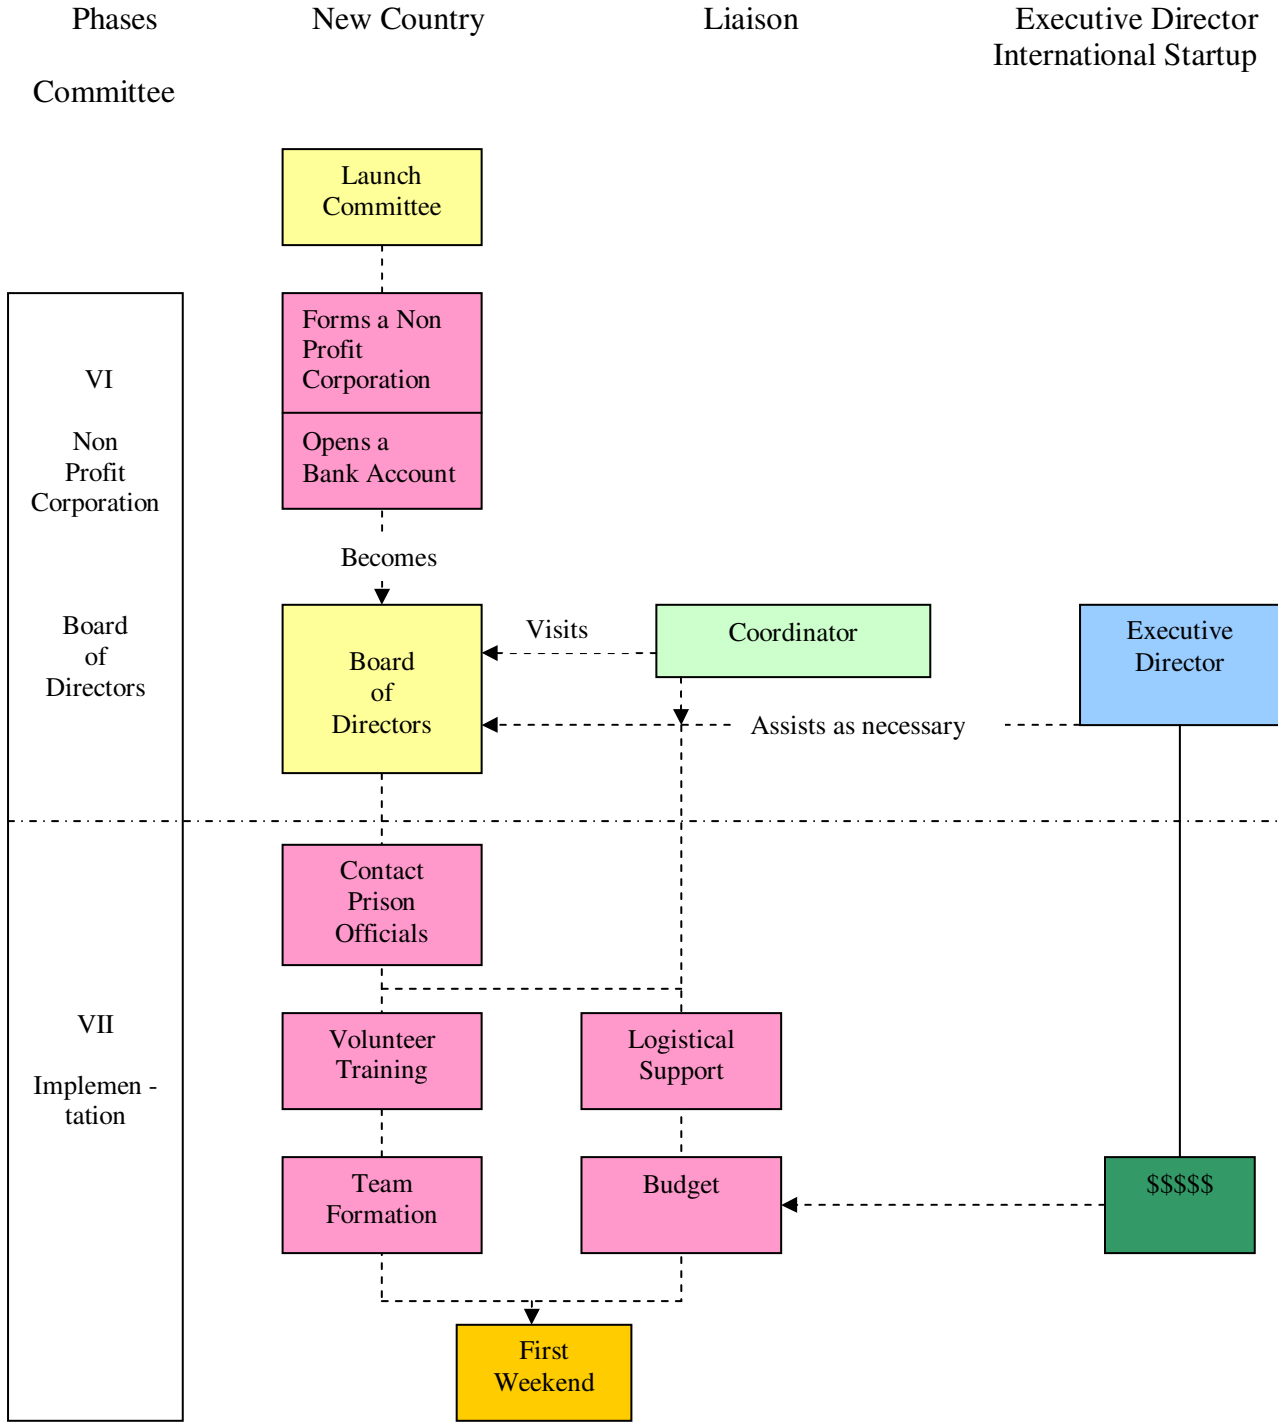 Phases
New Country
Liaison
Executive Director
International Startup
Committee
Launch
Committee
Forms a Non
Profit
Corporation
Opens a
Bank Account
Becomes
VI
Non
Profit
Corporation
Board
of
Directors
Board
of
Directors
Visits
Coordinator
Executive
Director
Assists as necessary
Contact
Prison
Officials
VII
Implemen -
tation
Volunteer
Training
Logistical
Support
Team
Formation
Budget
$$$$$
First
Weekend